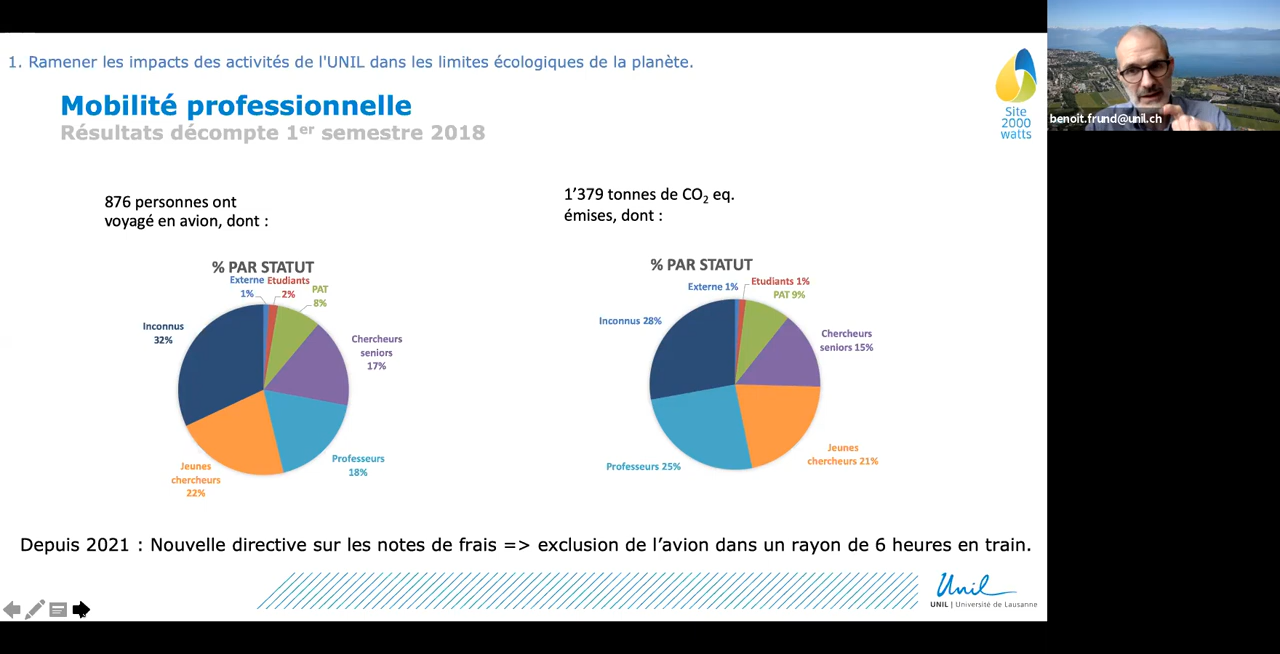 1. Ramener les impacts des activités de l'UNIL dans les limites écologiques de la planète.
Mobilité professionnelle
Résultats décompte 1er semestre 2018
Site
2000
watts
benoit.frund@unil.ch
876 personnes ont
voyagé en avion, dont :
% PAR STATUT
Externe
1%
Etudiants
2%
PAT
8%
Chercheurs
seniors
17%
Professeurs
18%
Jeunes
chercheurs
22%
Inconnus
32%
1’379 tonnes de CO2 eq.
émises, dont :
% PAR STATUT
Externe 1%
Etudiants 1%
PAT 9%
Chercheurs
seniors 15%
Jeunes
chercheurs 21%
Professeurs 25%
Inconnus 28%
Depuis 2021 : Nouvelle directive sur les notes de frais => exclusion de l’avion dans un rayon de 6 heures en train.
Unil
UNIL | Université de Lausanne